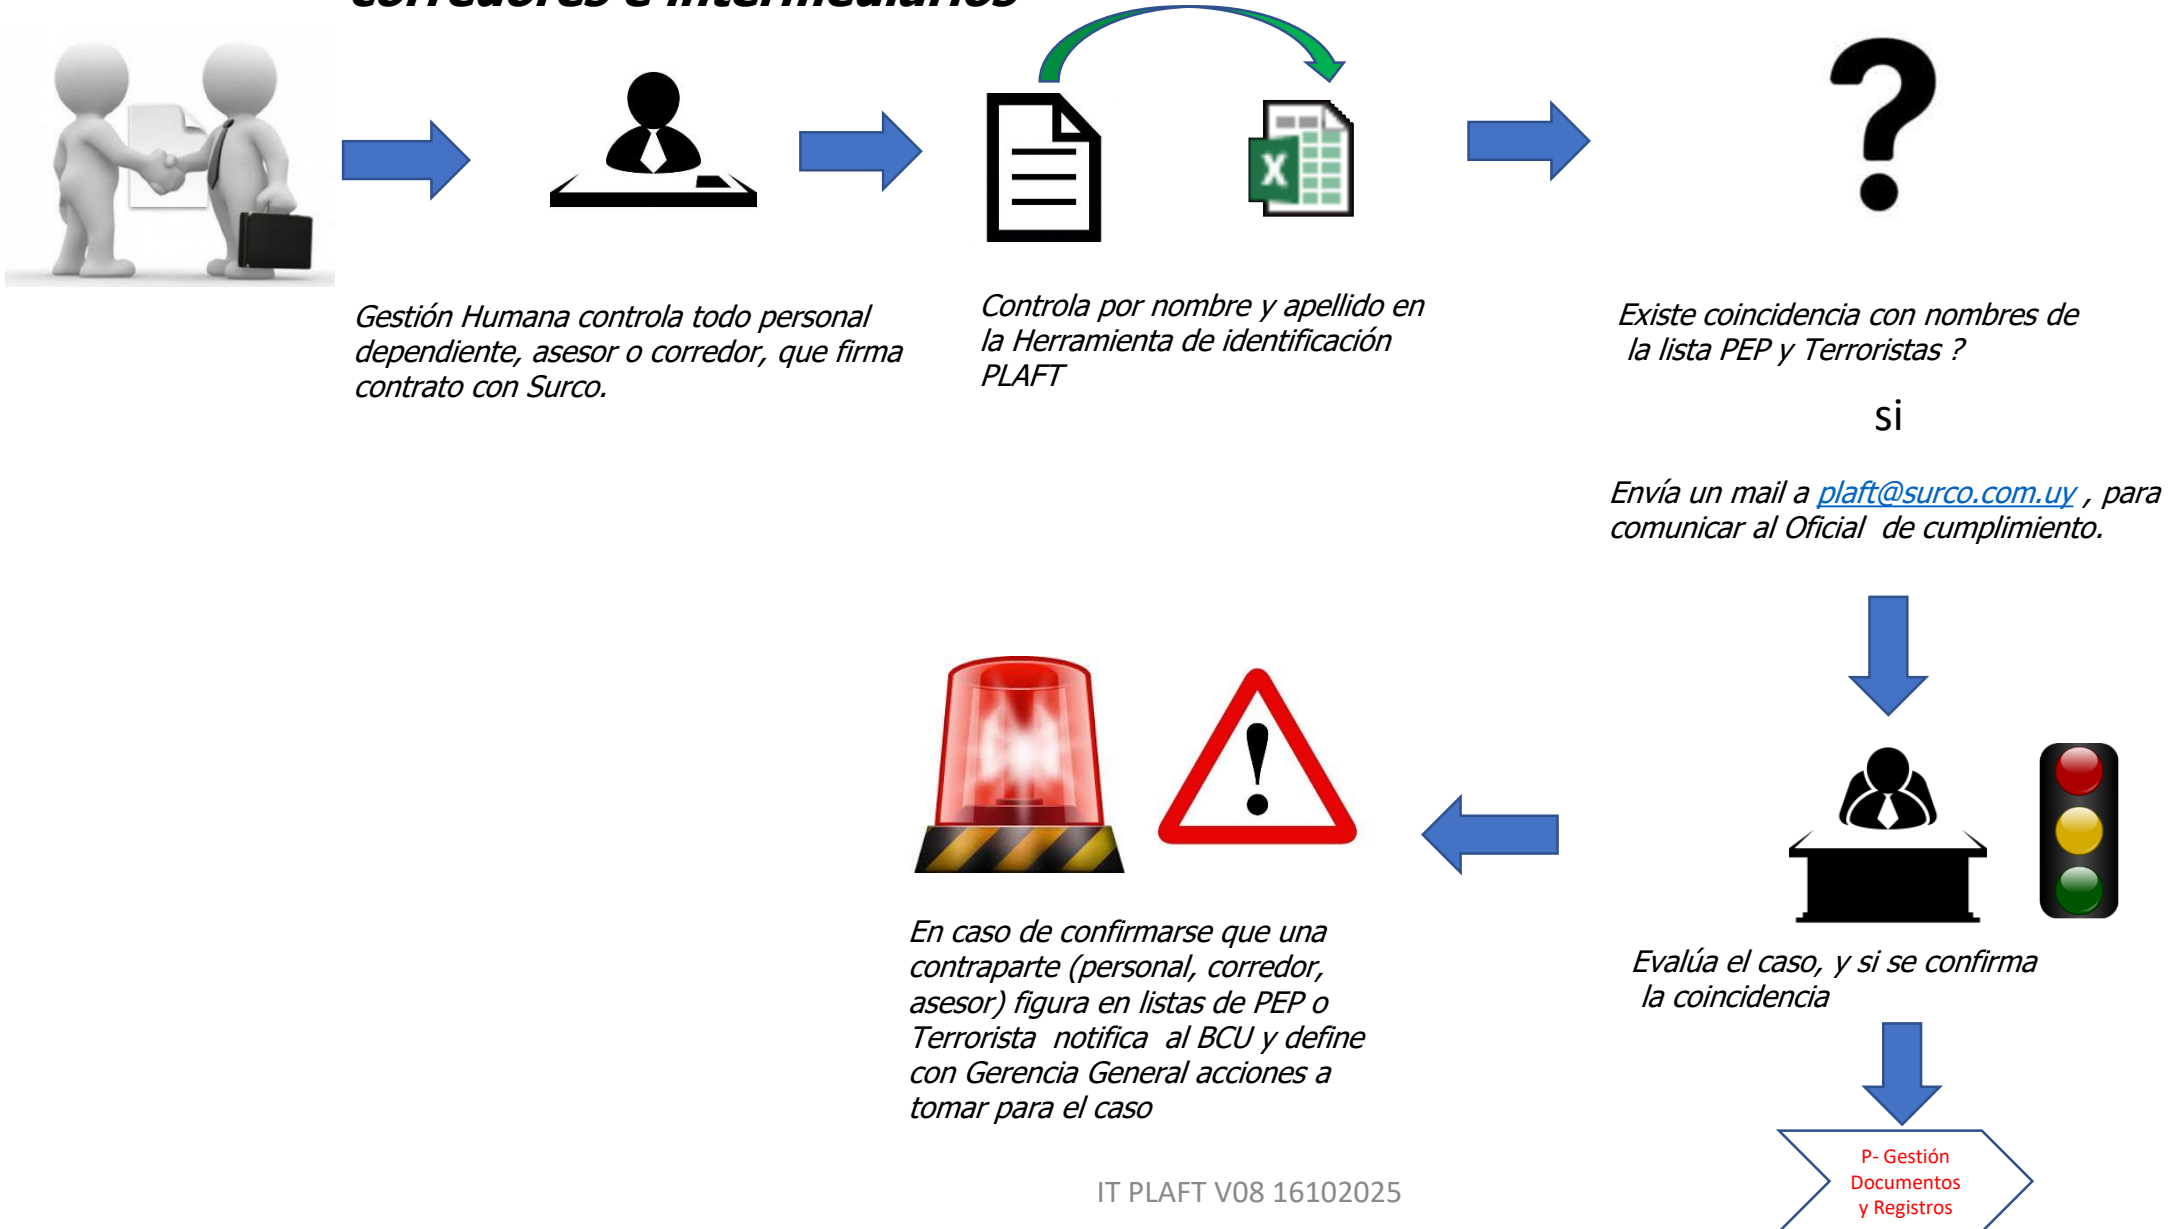 corredores e intermediarios
Gestión Humana controla todo personal
dependiente, asesor o corredor, que firma
contrato con Surco.
Controla por nombre y apellido en
la Herramienta de identificación
PLAFT
Existe coincidencia con nombres de
la lista PEP y Terroristas ?
si
Envía un mail a plaft@surco.com.uy , para
comunicar al Oficial de cumplimiento.
Evalúa el caso, y si se confirma
la coincidencia
En caso de confirmarse que una
contraparte (personal, corredor,
asesor) figura en listas de PEP o
Terrorista notifica al BCU y define
con Gerencia General acciones a
tomar para el caso
P- Gestión
Documentos
y Registros
IT PLAFT V08 16102025